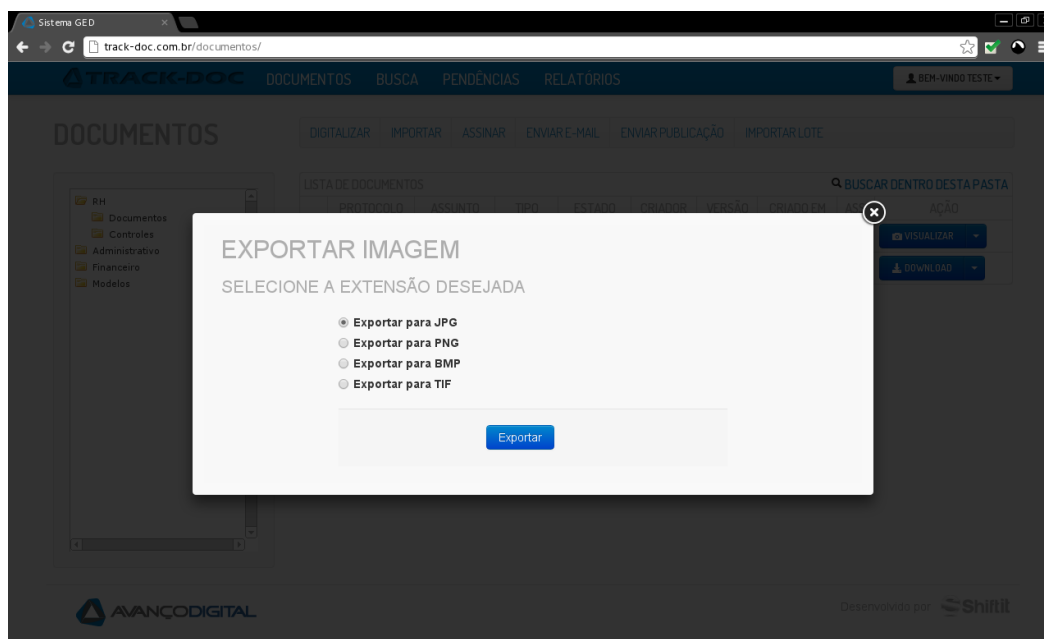 Sistema GED
track-doc.com.br/documentos/
TRACK-DOC DOCUMENTOS BUSCA PENDÊNCIAS RELATÓRIOS BEM-VINDO TESTE
DOCUMENTOS
DIGITALIZAR IMPORTAR ASSINAR ENVIAR E-MAIL ENVIAR PUBLICAÇÃO IMPORTAR LOTE
LISTA DE DOCUMENTOS BUSCAR DENTRO DESTA PASTA
PROTOCOLO ASSUNTO TIPO ESTADO CRIADOR VERSÃO CRIADO EM AÇÃO
RH
Documentos
Controles
Administrativo
Financeiro
Modelos
VISUALIZAR
DOWNLOAD
EXPORTAR IMAGEM
SELECIONE A EXTENSÃO DESEJADA
Exportar para JPG
Exportar para PNG
Exportar para BMP
Exportar para TIF
Exportar
AVANÇODIGITAL
Desenvolvido por Shiftit